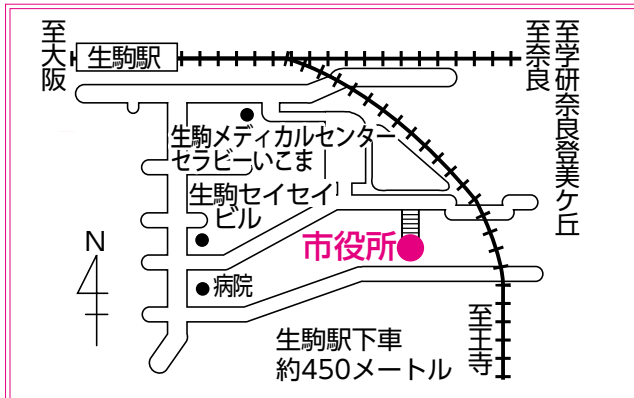 至大阪
生駒駅
至奈良
至学研奈良登美ケ丘
生駒メディカルセンター
セラビーいこま
生駒セイセイ
ビル
N
市役所
病院
至王寺
生駒駅下車
約450メートル